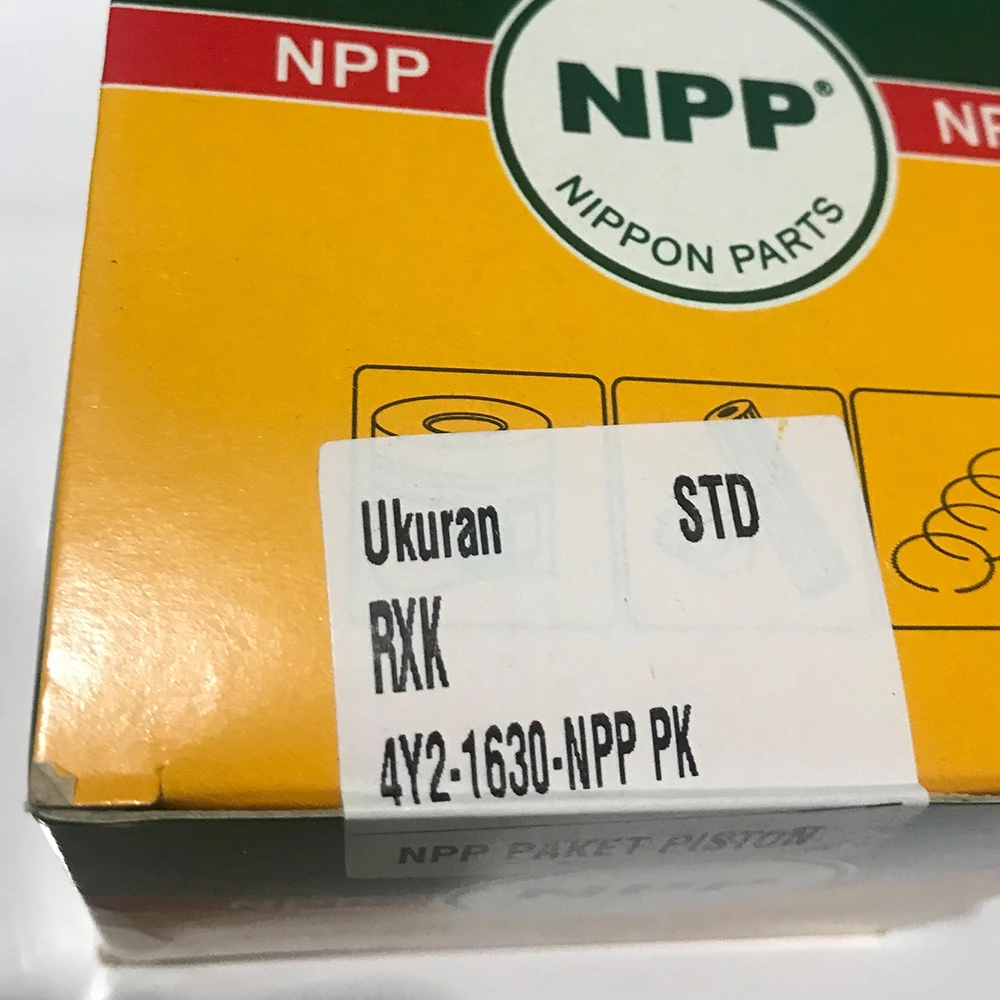 NPP
NPP®
NIPPON PARTS
NP
Ukuran STD
RXK
4Y2-1630-NPP PK
NPP PAKET PISTON